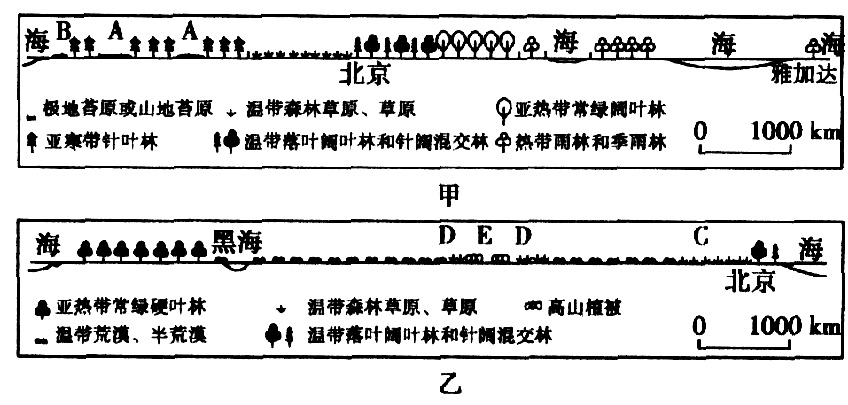 海 B A A 海 海 海
北京 雅加达
极地苔原或山地苔原 温带森林草原、草原 亚热带常绿阔叶林
亚寒带针叶林 温带落叶阔叶林和针阔混交林 热带雨林和季雨林
0 1000 km
甲
海 黑海 D E D C 海
北京
亚热带常绿硬叶林 温带森林草原、草原 高山植被
温带荒漠、半荒漠 温带落叶阔叶林和针阔混交林
0 1000 km
乙